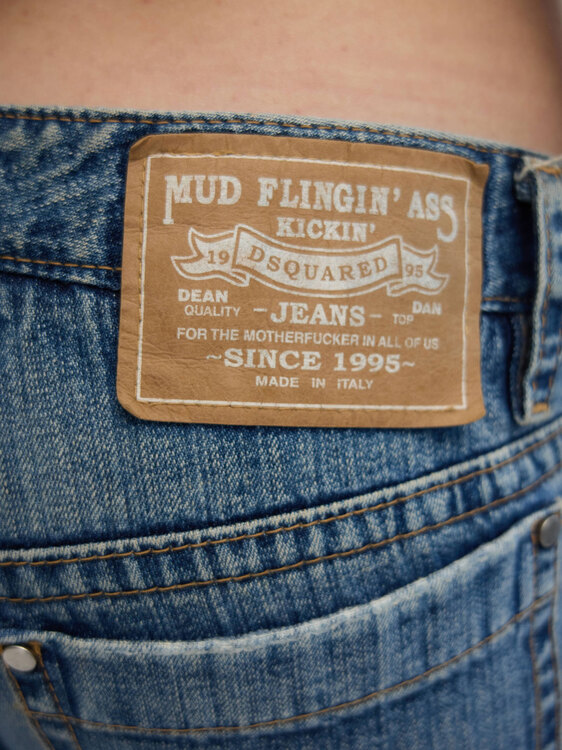 MUD FLINGIN' ASS
KICKIN'
19 DSQUARED 95
DEAN QUALITY - JEANS - TOP DAN
FOR THE MOTHERFUCKER IN ALL OF US
~SINCE 1995~
MADE IN ITALY